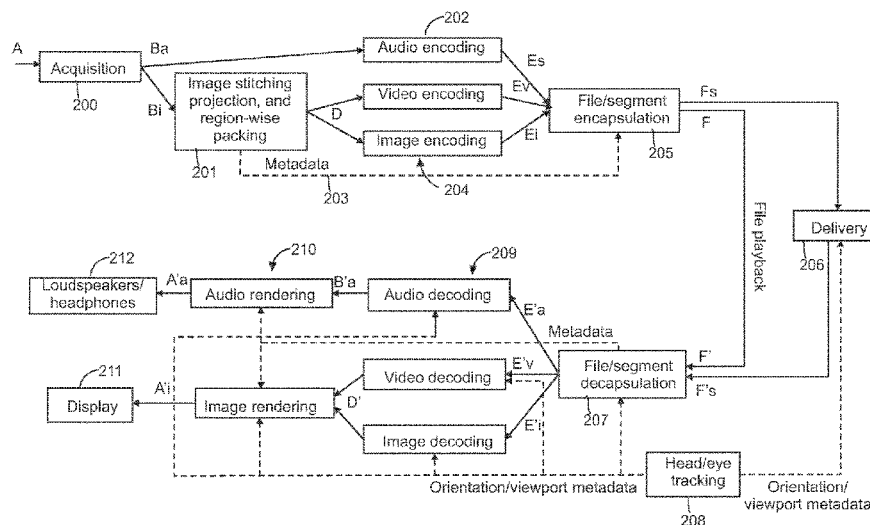 202
A
Acquisition
200
Ba
Bi
Image stitching
projection, and
region-wise
packing
201
Audio encoding
Video encoding
Image encoding
204
D
Es
Ev
Ei
Metadata
203
File/segment
encapsulation
205
Fs
F
File playback
Delivery
206
212
Loudspeakers/
headphones
A'a
210
Audio rendering
B'a
209
Audio decoding
E'a
Metadata
211
Display
A'i
Image rendering
D'
Video decoding
Image decoding
E'v
E'i
File/segment
decapsulation
207
F'
F's
Orientation/viewport metadata
Head/eye
tracking
208
Orientation/
viewport metadata